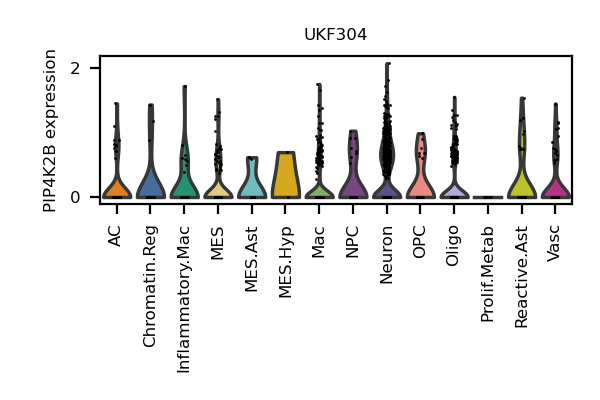 UKF304
PIP4K2B expression
2
0
AC
Chromatin.Reg
Inflammatory.Mac
MES
MES.Ast
MES.Hyp
Mac
NPC
Neuron
OPC
Oligo
Prolif.Metab
Reactive.Ast
Vasc